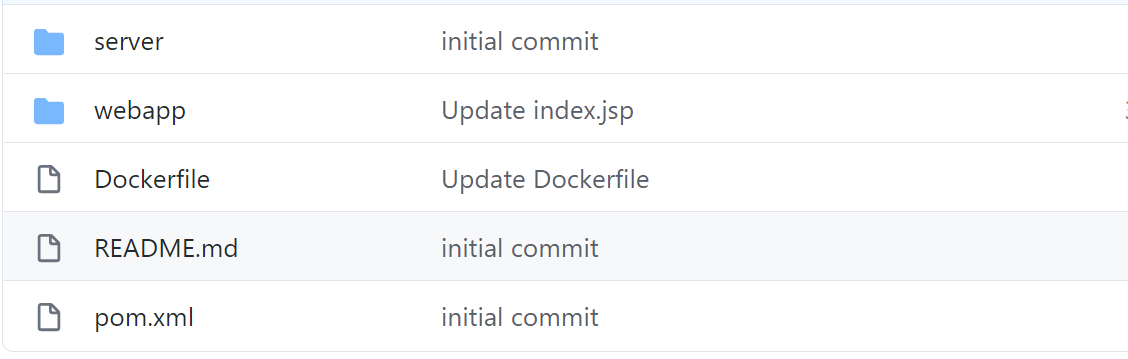 server initial commit
webapp Update index.jsp
Dockerfile Update Dockerfile
README.md initial commit
pom.xml initial commit